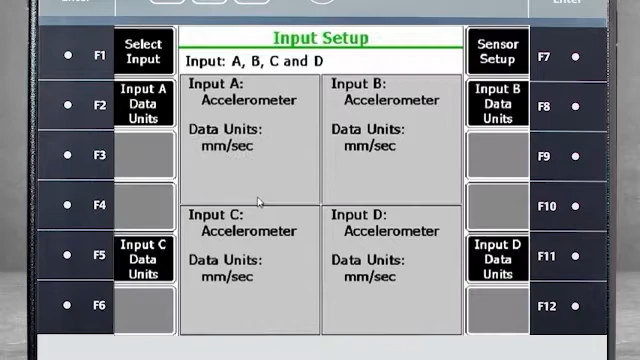 Enter
Enter
Input Setup
Input: A, B, C and D
F1
Select
Input
F2
Input A
Data
Units
F3
F4
F5
Input C
Data
Units
F6
Input A:
Accelerometer
Data Units:
mm/sec
Input B:
Accelerometer
Data Units:
mm/sec
Input C:
Accelerometer
Data Units:
mm/sec
Input D:
Accelerometer
Data Units:
mm/sec
Sensor
Setup
F7
Input B
Data
Units
F8
F9
F10
Input D
Data
Units
F11
F12